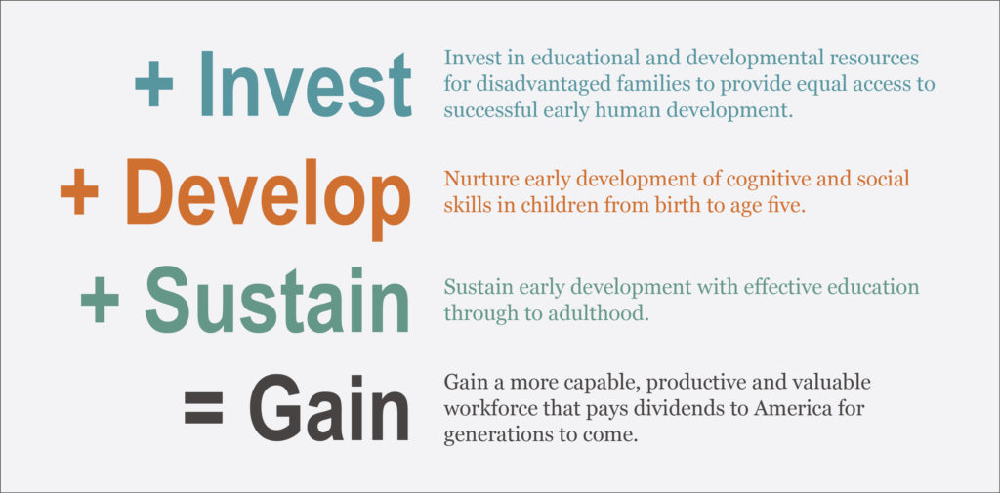 + Invest
Invest in educational and developmental resources
for disadvantaged families to provide equal access to
successful early human development.
+ Develop
Nurture early development of cognitive and social
skills in children from birth to age five.
+ Sustain
Sustain early development with effective education
through to adulthood.
= Gain
Gain a more capable, productive and valuable
workforce that pays dividends to America for
generations to come.